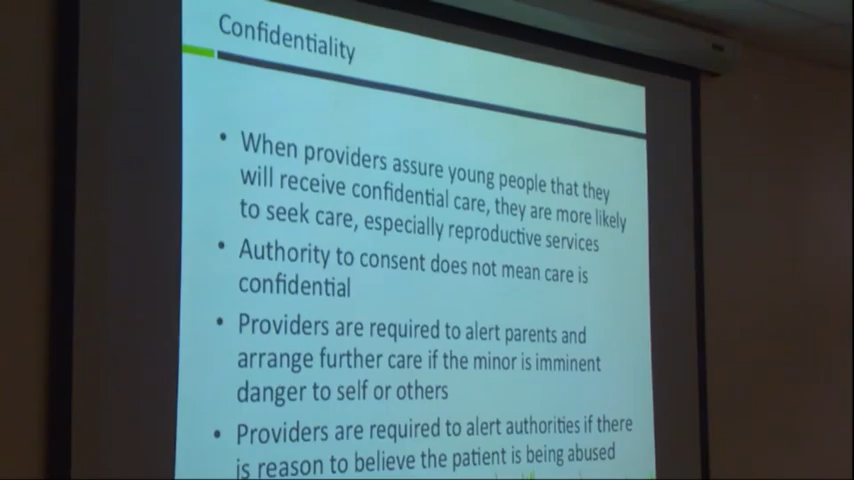 Confidentiality
• When providers assure young people that they
will receive confidential care, they are more likely
to seek care, especially reproductive services
• Authority to consent does not mean care is
confidential
• Providers are required to alert parents and
arrange further care if the minor is imminent
danger to self or others
• Providers are required to alert authorities if there
is reason to believe the patient is being abused